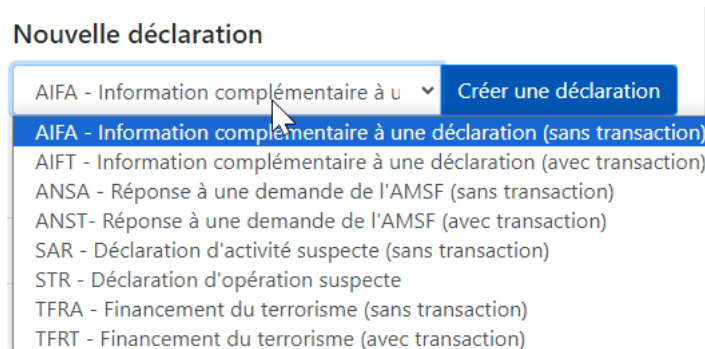 Nouvelle déclaration
AIFA - Information complémentaire à u
Créer une déclaration
AIFA - Information complémentaire à une déclaration (sans transaction)
AIFT - Information complémentaire à une déclaration (avec transaction)
ANSA - Réponse à une demande de l'AMSF (sans transaction)
ANST- Réponse à une demande de l'AMSF (avec transaction)
SAR - Déclaration d'activité suspecte (sans transaction)
STR - Déclaration d'opération suspecte
TFRA - Financement du terrorisme (sans transaction)
TFRT - Financement du terrorisme (avec transaction)